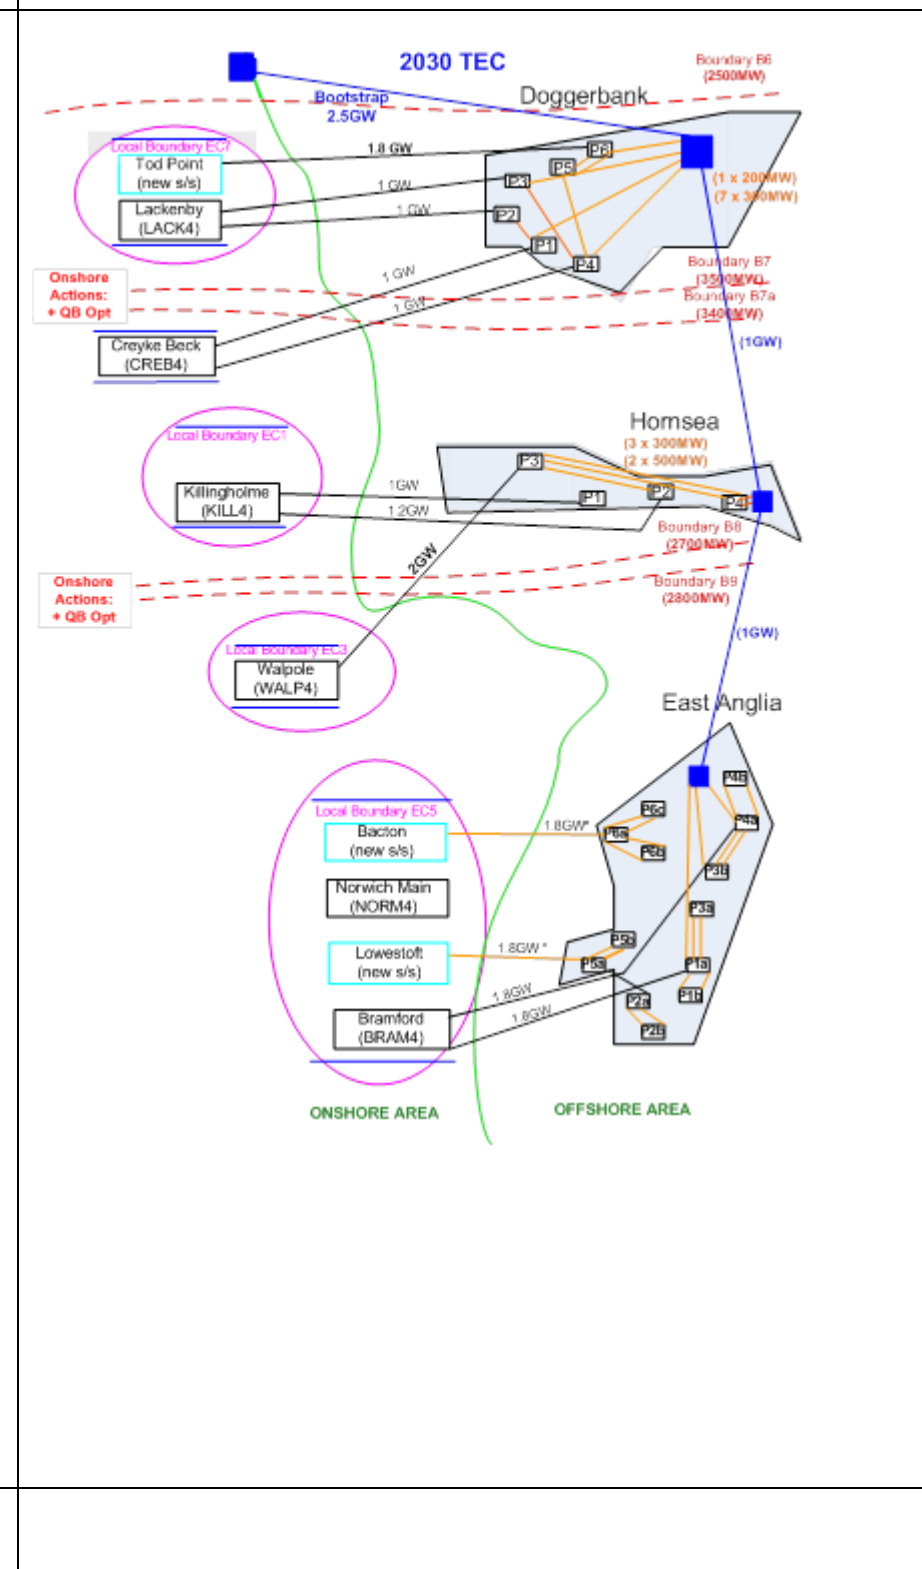 2030 TEC
Boundary B6
(2500MW)
Bootstrap
2.5GW
Doggerbank
Local Boundary EC7
Tod Point
(new s/s)
Lackenby
(LACK4)
1.8 GW
1 GW
1 GW
P6
P5
P3
P2
P1
P4
(1 x 200MW)
(7 x 300MW)
Onshore
Actions:
+ QB Opt
1 GW
1 GW
Boundary B7
(3500MW)
Boundary B7a
(3400MW)
Creyke Beck
(CREB4)
(1GW)
Hornsea
(3 x 300MW)
(2 x 500MW)
Local Boundary EC1
Killingholme
(KILL4)
1GW
1.2GW
P3
P1
P2
P4
Boundary B8
(2700MW)
2GW
Onshore
Actions:
+ QB Opt
Boundary B9
(2800MW)
Local Boundary EC3
Walpole
(WALP4)
(1GW)
East Anglia
Local Boundary EC5
Bacton
(new s/s)
Norwich Main
(NORM4)
Lowestoft
(new s/s)
Bramford
(BRAM4)
1.8GW*
1.8GW *
1.8GW
1.8GW
P4b
P6c
P4a
P6a
P6b
P3b
P3a
P5b
P5a
P1a
P1b
P2a
P2b
ONSHORE AREA
OFFSHORE AREA